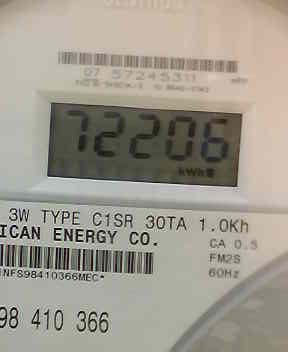 07 57245311
72206
kWh
3W TYPE C1SR 30TA 1.0Kh
ICAN ENERGY CO.
CA 0.5
FM2S
60Hz
1NFS98410366MEC*
98 410 366